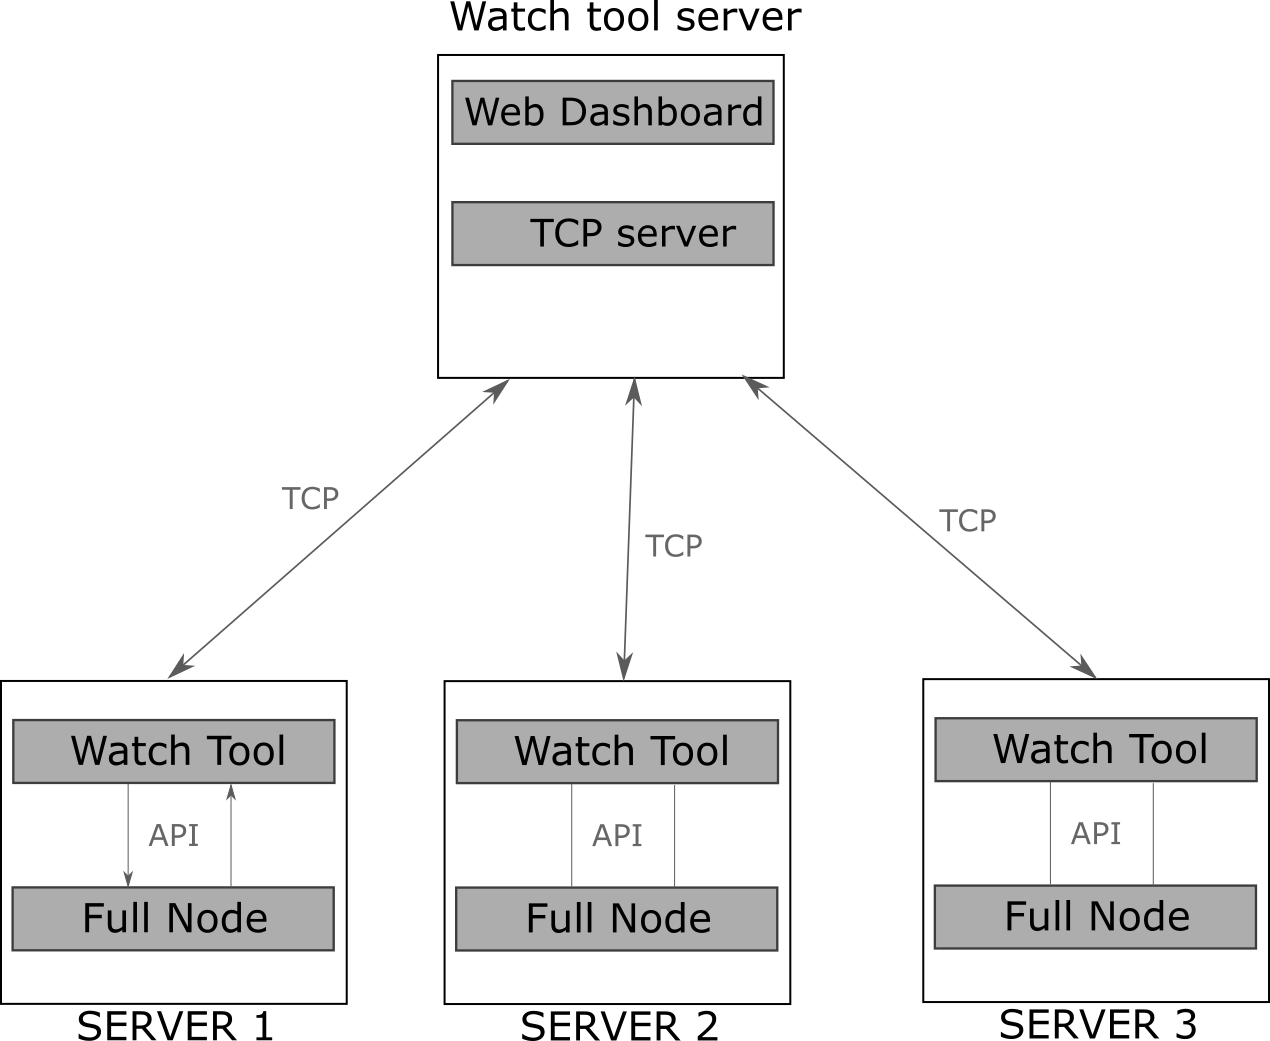 Watch tool server
Web Dashboard
TCP server
TCP
TCP
TCP
Watch Tool
API
Full Node
SERVER 1
Watch Tool
API
Full Node
SERVER 2
Watch Tool
API
Full Node
SERVER 3